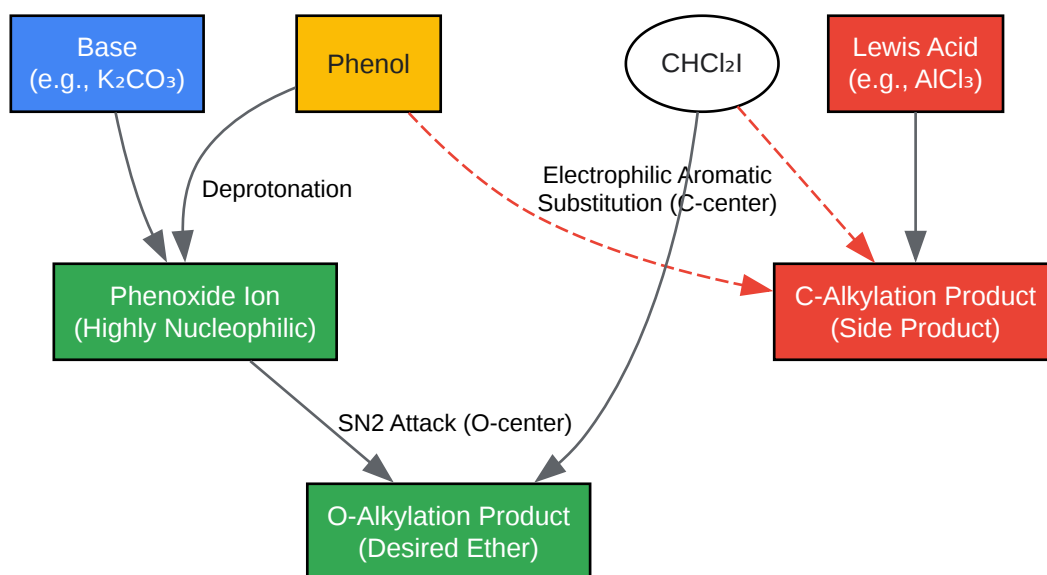 Base
(e.g., K₂CO₃)
Phenol
CHCl₂I
Lewis Acid
(e.g., AlCl₃)
Deprotonation
Electrophilic Aromatic
Substitution (C-center)
Phenoxide Ion
(Highly Nucleophilic)
C-Alkylation Product
(Side Product)
SN2 Attack (O-center)
O-Alkylation Product
(Desired Ether)